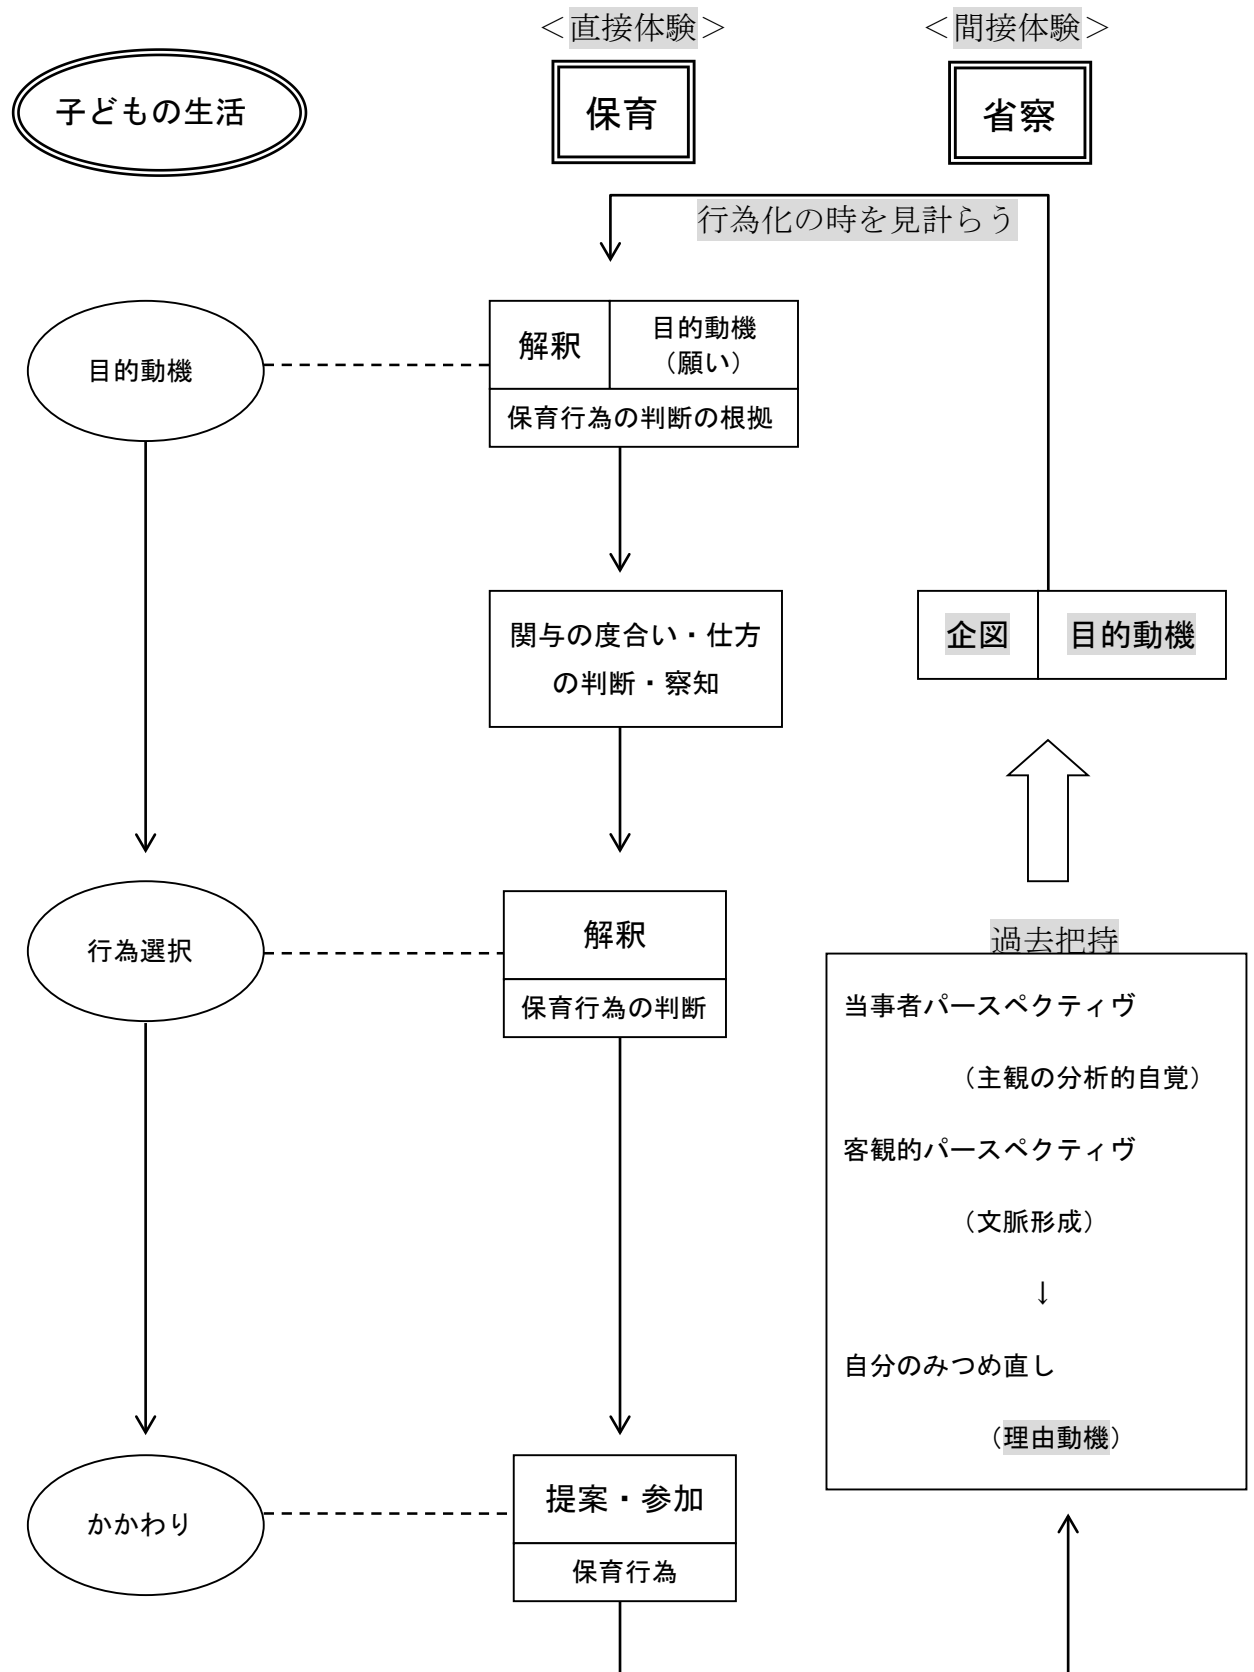 ＜直接体験＞
＜間接体験＞
子どもの生活
保育
省察
行為化の時を見計らう
目的動機
解釈
目的動機
（願い）
保育行為の判断の根拠
関与の度合い・仕方
の判断・察知
企図
目的動機
行為選択
解釈
保育行為の判断
過去把持
当事者パースペクティヴ
（主観の分析的自覚）
客観的パースペクティヴ
（文脈形成）
↓
自分のみつめ直し
（理由動機）
かかわり
提案・参加
保育行為